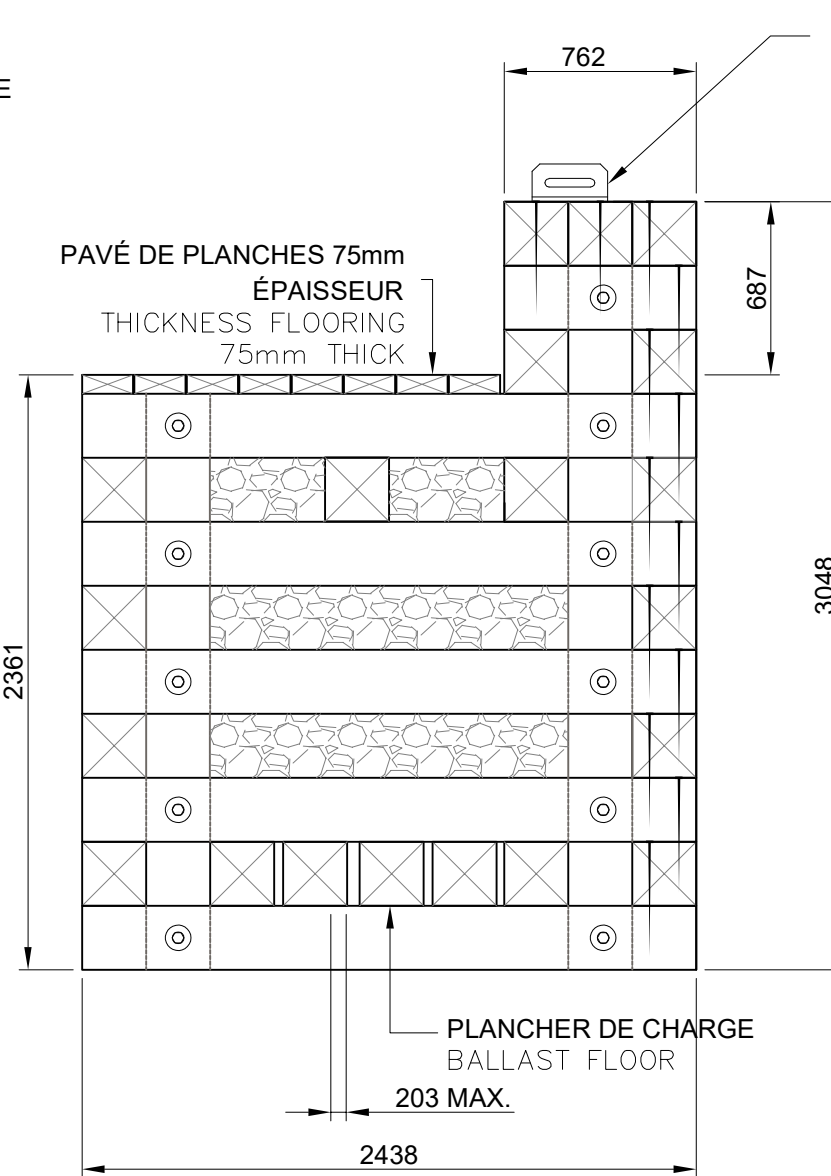 E
762
PAVÉ DE PLANCHES 75mm
ÉPAISSEUR
THICKNESS FLOORING
75mm THICK
687
3048
2361
PLANCHER DE CHARGE
BALLAST FLOOR
203 MAX.
2438